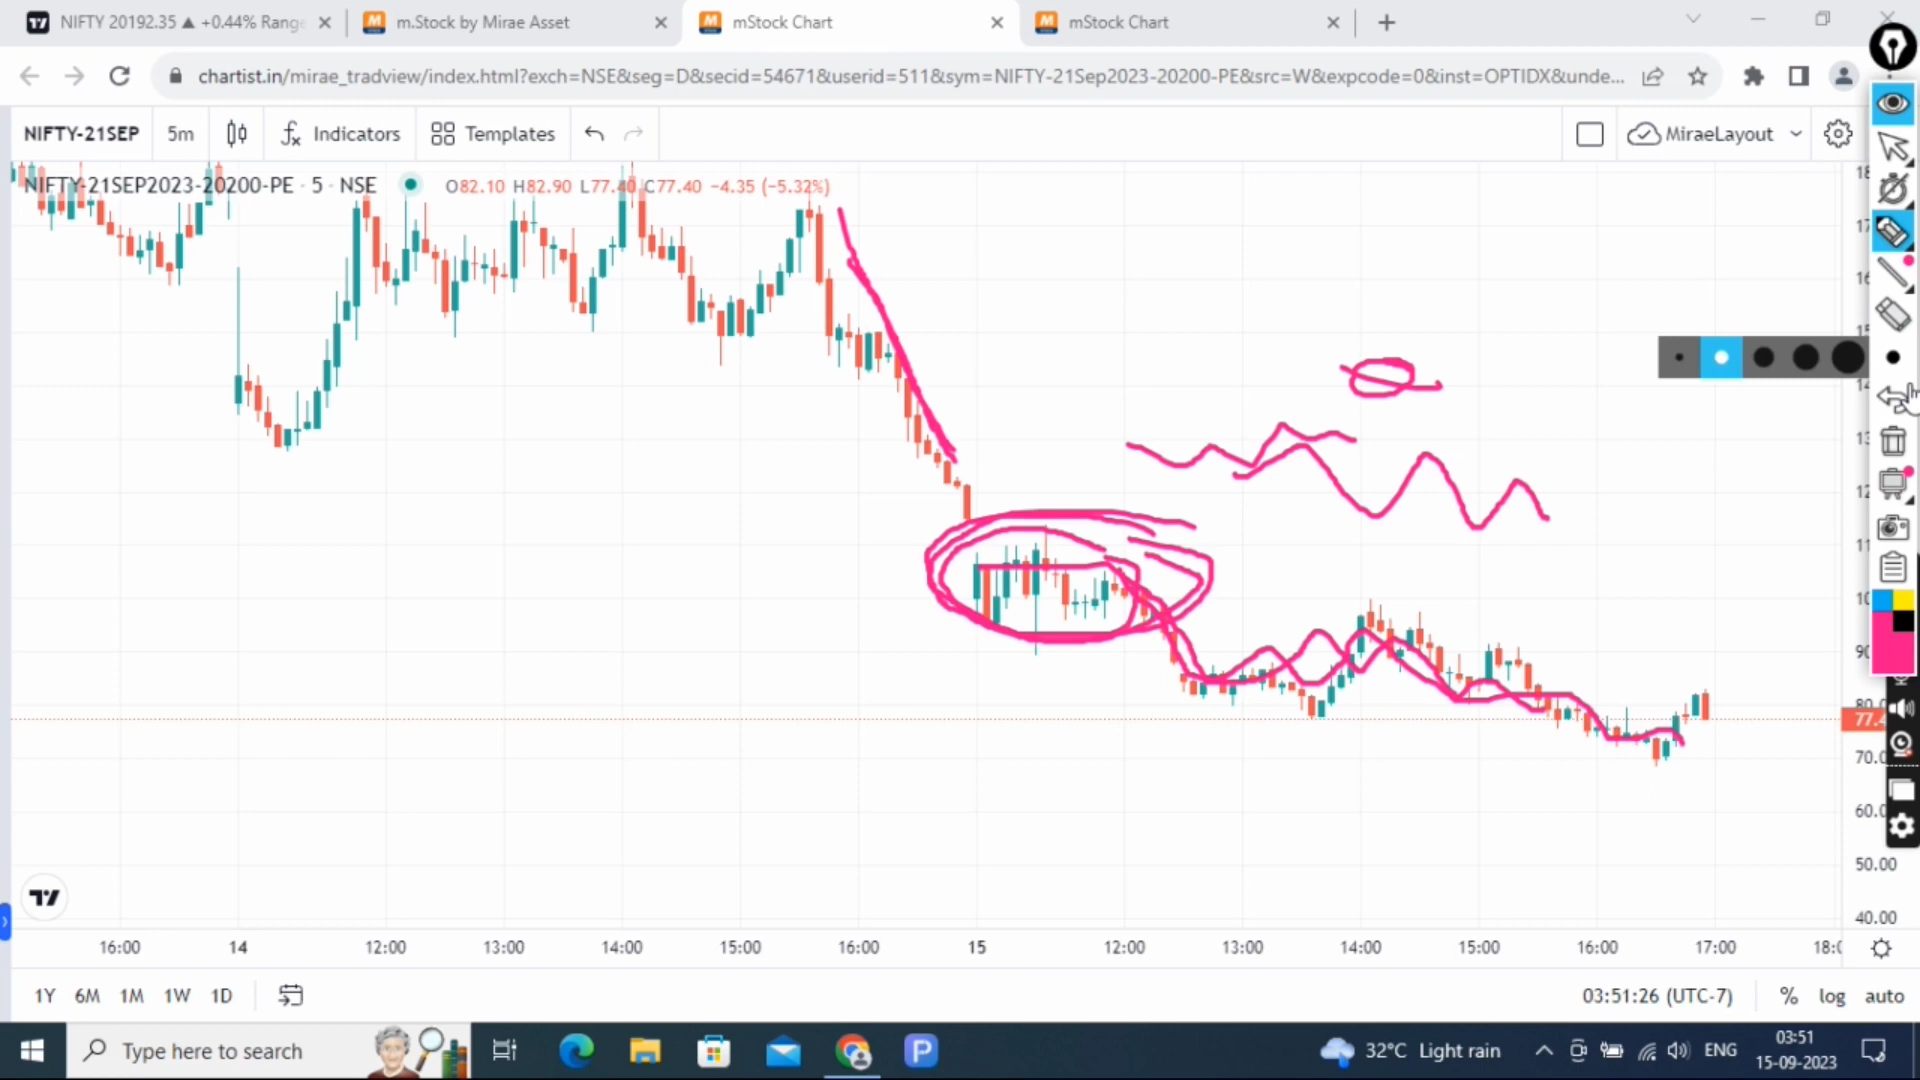 NIFTY 20192.35 ▲ +0.44% Range
m.Stock by Mirae Asset
mStock Chart
mStock Chart
chartist.in/mirae_tradview/index.html?exch=NSE&seg=D&secid=54671&userid=511&sym=NIFTY-21Sep2023-20200-PE&src=W&expcode=0&inst=OPTIDX&unde...
NIFTY-21SEP 5m Indicators Templates MiraeLayout
NIFTY-21SEP2023-20200-PE · 5 · NSE O82.10 H82.90 L77.40 C77.40 −4.35 (−5.32%)
77.4
70.0
60.0
50.00
40.00
16:00 14 12:00 13:00 14:00 15:00 16:00 15 12:00 13:00 14:00 15:00 16:00 17:00 18:0
1Y 6M 1M 1W 1D 03:51:26 (UTC-7) % log auto
Type here to search 32°C Light rain ENG 03:51
15-09-2023